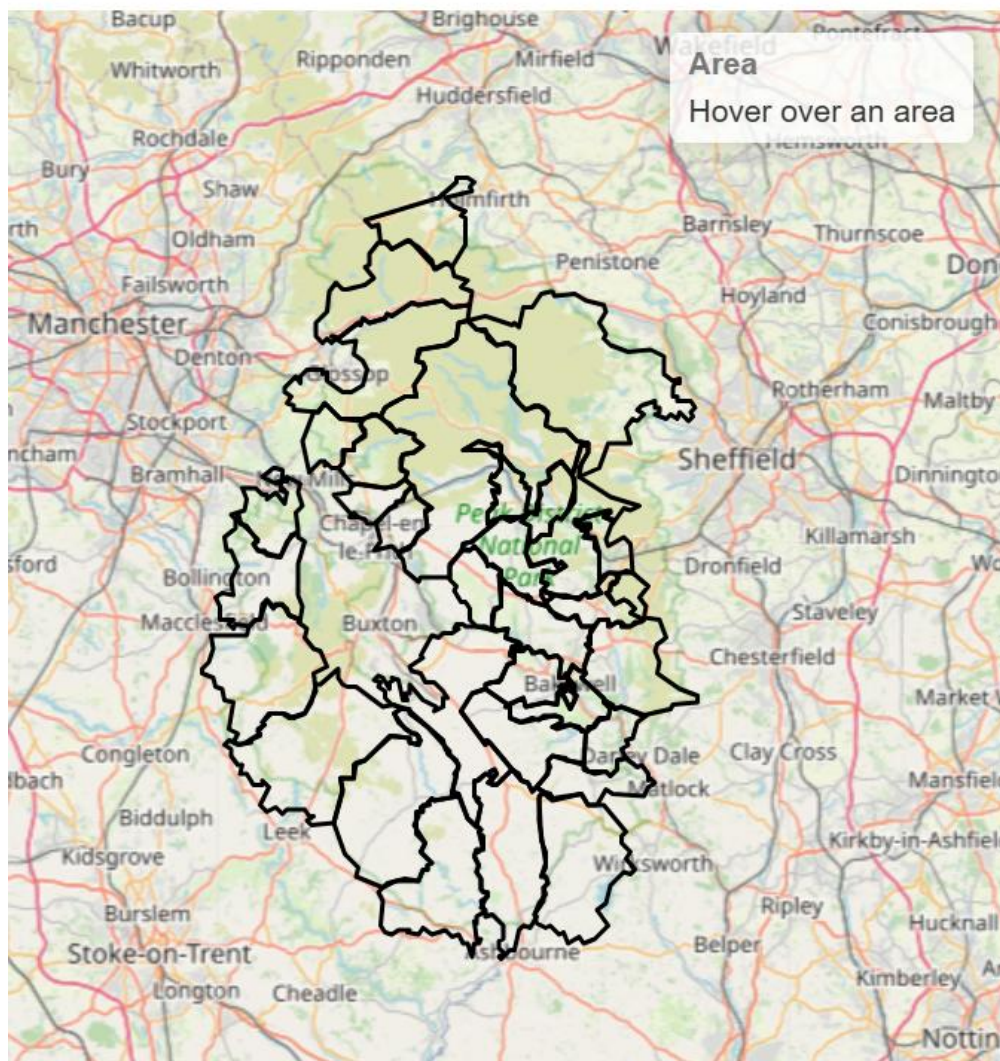 Bacup
Brighouse
Whitworth
Ripponden
Mirfield
Wakefield
Pontefract
Area
Hover over an area
Huddersfield
Hemsworth
Rochdale
Bury
Shaw
Holmfirth
Barnsley
Thurnscoe
Oldham
Penistone
Failsworth
Hoyland
Manchester
Conisbrough
Denton
Glossop
Rotherham
Maltby
Stockport
Bramhall
Sheffield
Dinnington
Peak District
National
Park
Chapel-en
le-Frith
Killamarsh
Bollington
Dronfield
Staveley
Macclesfield
Buxton
Chesterfield
Bakewell
Market
Congleton
Darley Dale
Clay Cross
Matlock
Mansfield
Biddulph
Leek
Kidsgrove
Wirksworth
Kirkby-in-Ashfield
Burslem
Ripley
Hucknall
Stoke-on-Trent
Ashbourne
Belper
Longton
Cheadle
Kimberley
Nottin